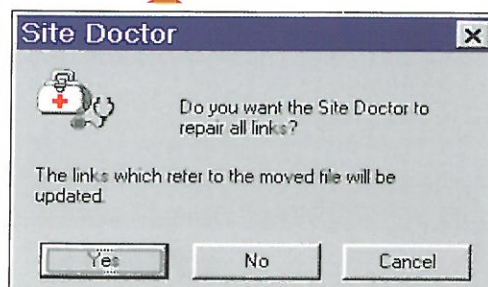 Site Doctor
Do you want the Site Doctor to
repair all links?
The links which refer to the moved file will be
updated.
Yes
No
Cancel